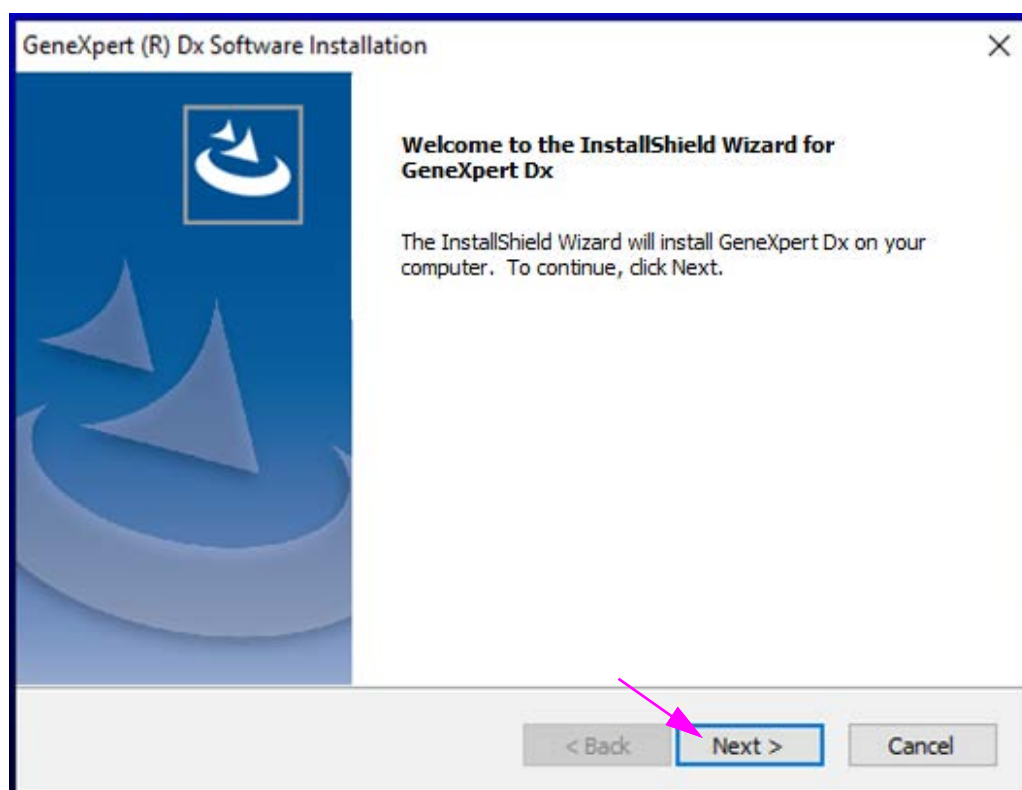 GeneXpert (R) Dx Software Installation
Welcome to the InstallShield Wizard for
GeneXpert Dx
The InstallShield Wizard will install GeneXpert Dx on your
computer.  To continue, click Next.
< Back
Next >
Cancel